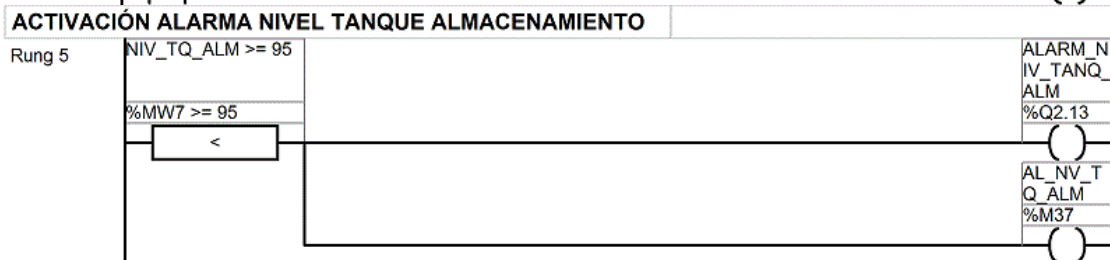 ACTIVACIÓN ALARMA NIVEL TANQUE ALMACENAMIENTO
Rung 5
NIV_TQ_ALM >= 95
%MW7 >= 95
<
ALARM_N
IV_TANQ_
ALM
%Q2.13
AL_NV_T
Q_ALM
%M37